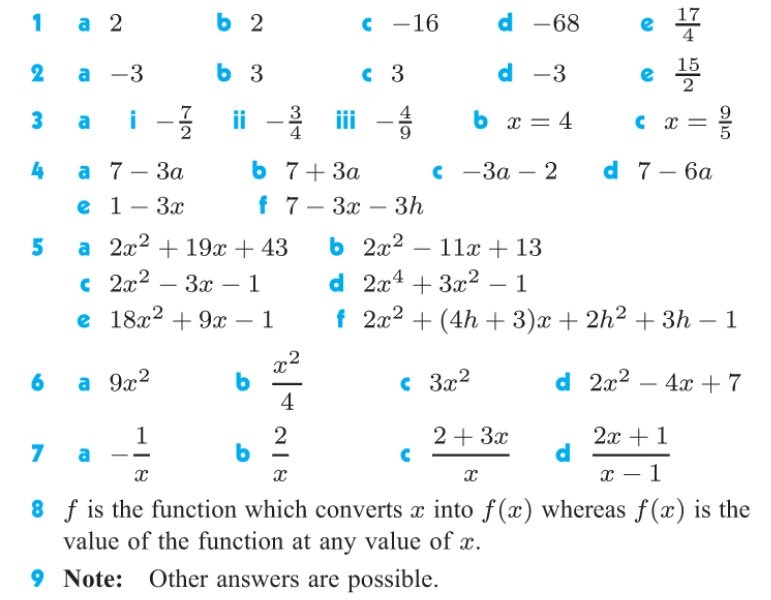 1 a 2 b 2 c −16 d −68 e 17/4
2 a −3 b 3 c 3 d −3 e 15/2
3 a i −7/2 ii −3/4 iii −4/9 b x = 4 c x = 9/5
4 a 7 − 3a b 7 + 3a c −3a − 2 d 7 − 6a
e 1 − 3x f 7 − 3x − 3h
5 a 2x² + 19x + 43 b 2x² − 11x + 13
c 2x² − 3x − 1 d 2x⁴ + 3x² − 1
e 18x² + 9x − 1 f 2x² + (4h + 3)x + 2h² + 3h − 1
6 a 9x² b x²/4 c 3x² d 2x² − 4x + 7
7 a −1/x b 2/x c (2 + 3x)/x d (2x + 1)/(x − 1)
8 f is the function which converts x into f(x) whereas f(x) is the
value of the function at any value of x.
9 Note: Other answers are possible.